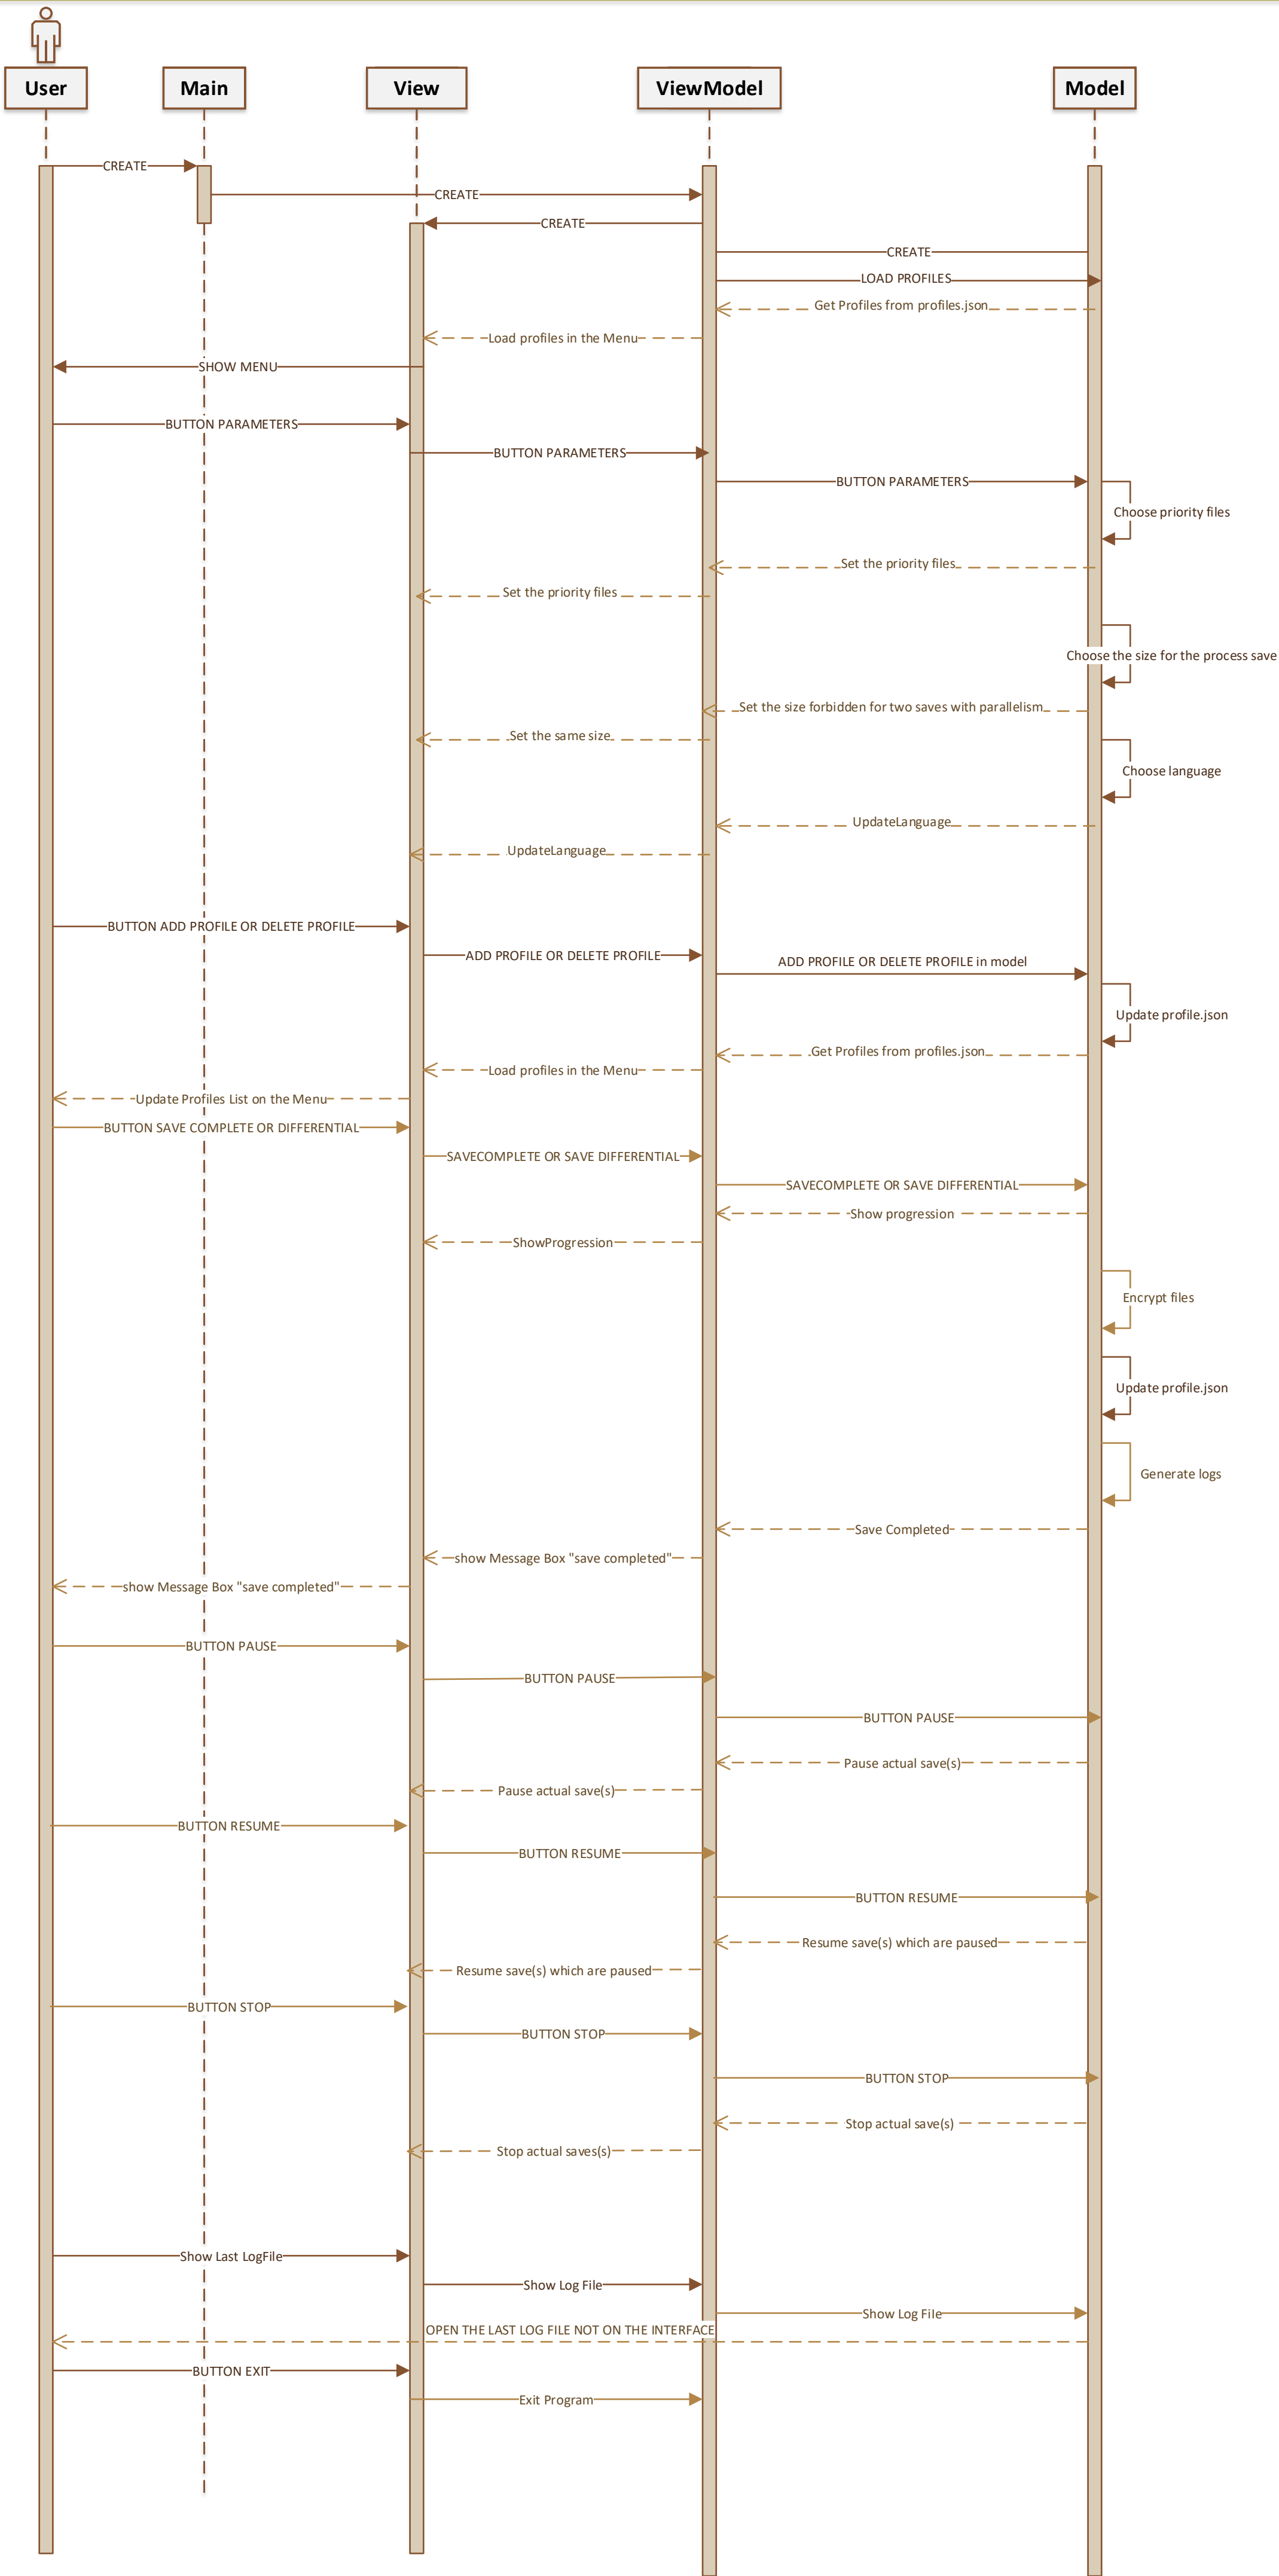 User
Main
View
ViewModel
Model
CREATE
CREATE
CREATE
CREATE
LOAD PROFILES
Get Profiles from profiles.json
Load profiles in the Menu
SHOW MENU
BUTTON PARAMETERS
BUTTON PARAMETERS
BUTTON PARAMETERS
Choose priority files
Set the priority files
Set the priority files
Choose the size for the process save
Set the size forbidden for two saves with parallelism
Set the same size
Choose language
UpdateLanguage
UpdateLanguage
BUTTON ADD PROFILE OR DELETE PROFILE
ADD PROFILE OR DELETE PROFILE
ADD PROFILE OR DELETE PROFILE in model
Update profile.json
Get Profiles from profiles.json
Load profiles in the Menu
Update Profiles List on the Menu
BUTTON SAVE COMPLETE OR DIFFERENTIAL
SAVECOMPLETE OR SAVE DIFFERENTIAL
SAVECOMPLETE OR SAVE DIFFERENTIAL
Show progression
ShowProgression
Encrypt files
Update profile.json
Generate logs
Save Completed
show Message Box "save completed"
show Message Box "save completed"
BUTTON PAUSE
BUTTON PAUSE
BUTTON PAUSE
Pause actual save(s)
Pause actual save(s)
BUTTON RESUME
BUTTON RESUME
BUTTON RESUME
Resume save(s) which are paused
Resume save(s) which are paused
BUTTON STOP
BUTTON STOP
BUTTON STOP
Stop actual save(s)
Stop actual saves(s)
Show Last LogFile
Show Log File
Show Log File
OPEN THE LAST LOG FILE NOT ON THE INTERFACE
BUTTON EXIT
Exit Program